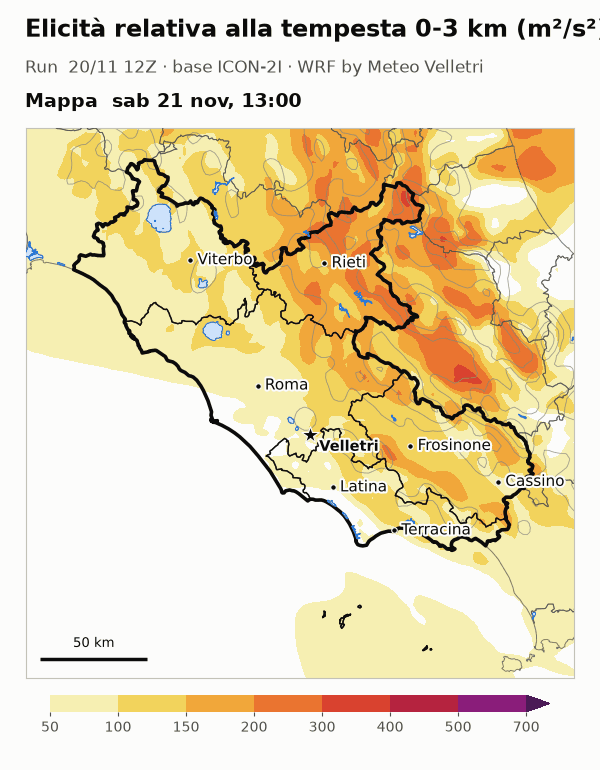 Elicità relativa alla tempesta 0-3 km (m²/s²)
Run 20/11 12Z · base ICON-2I · WRF by Meteo Velletri
Mappa sab 21 nov, 13:00
Viterbo
Rieti
Roma
Velletri
Frosinone
Cassino
Latina
Terracina
50 km
50 100 150 200 300 400 500 700